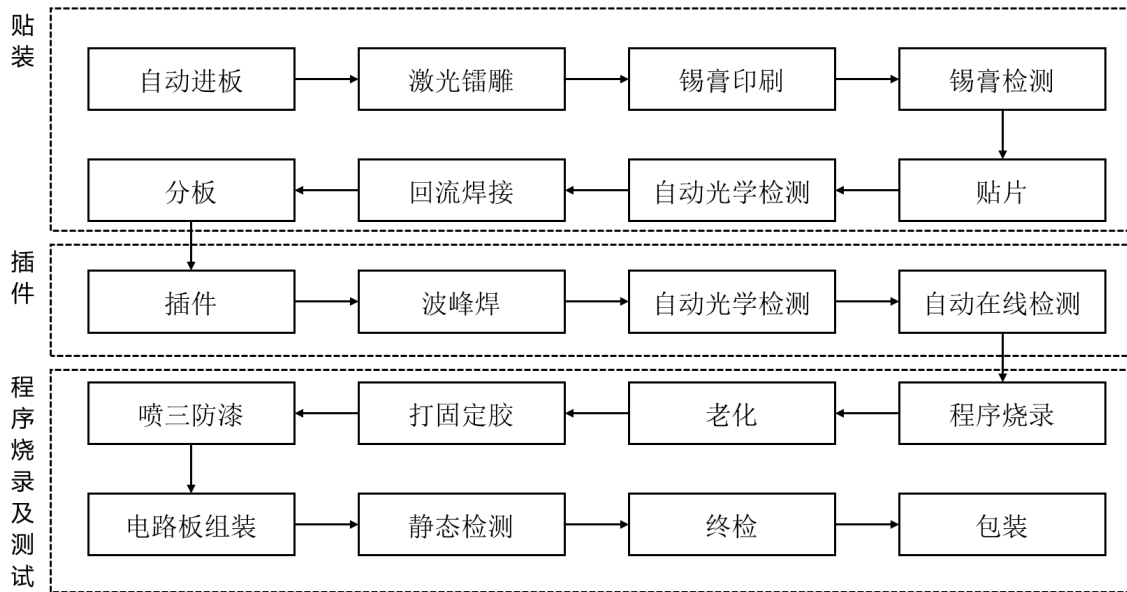 贴装
自动进板
激光镭雕
锡膏印刷
锡膏检测
分板
回流焊接
自动光学检测
贴片
插件
插件
波峰焊
自动光学检测
自动在线检测
程序烧录及测试
喷三防漆
打固定胶
老化
程序烧录
电路板组装
静态检测
终检
包装